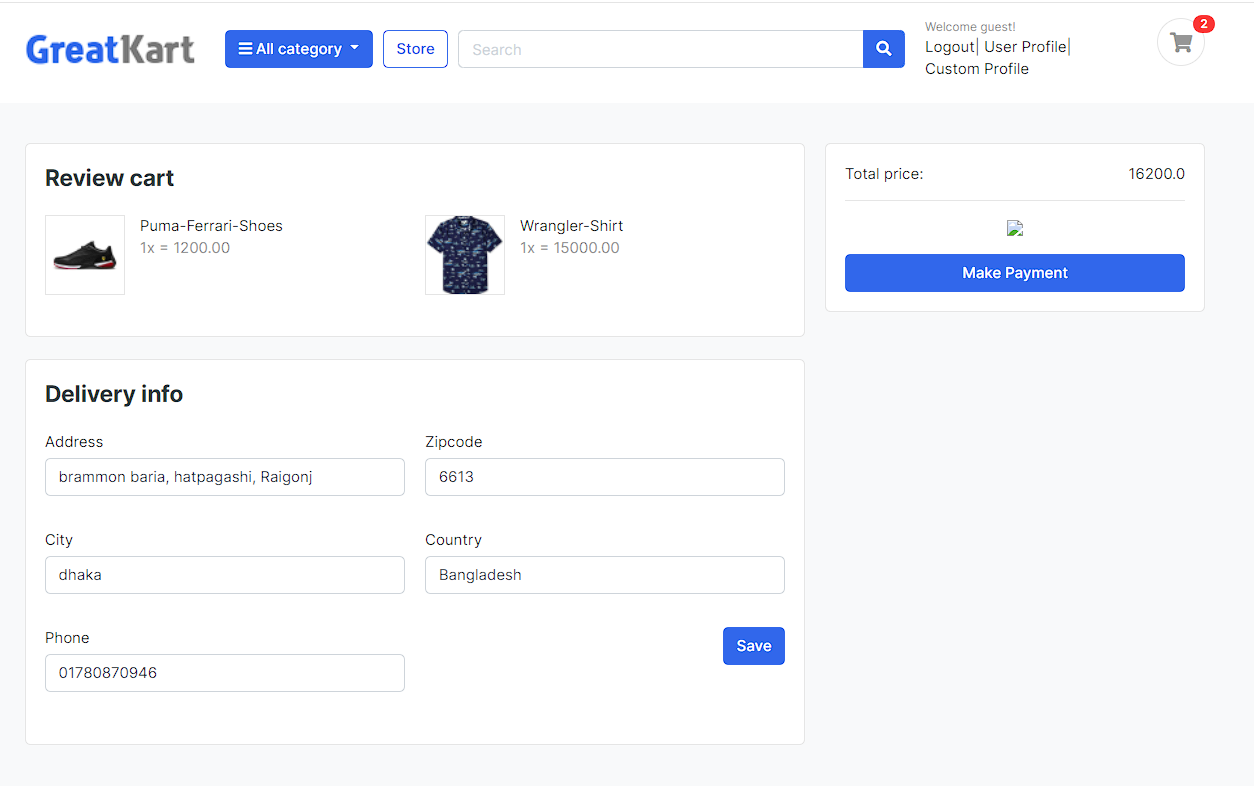 GreatKart
All category
Store
Search
Welcome guest!
Logout| User Profile|
Custom Profile
2
Review cart
Puma-Ferrari-Shoes
1x = 1200.00
Wrangler-Shirt
1x = 15000.00
Total price: 16200.0
Make Payment
Delivery info
Address
brammon baria, hatpagashi, Raigonj
Zipcode
6613
City
dhaka
Country
Bangladesh
Phone
01780870946
Save